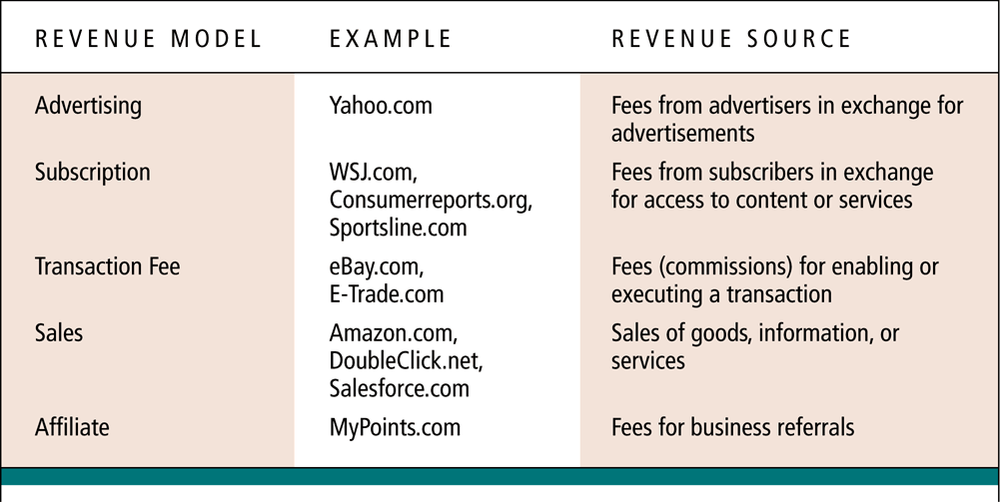 REVENUE MODEL EXAMPLE REVENUE SOURCE
Advertising Yahoo.com Fees from advertisers in exchange for
advertisements
Subscription WSJ.com, Fees from subscribers in exchange
Consumerreports.org, for access to content or services
Sportsline.com
Transaction Fee eBay.com, Fees (commissions) for enabling or
E-Trade.com executing a transaction
Sales Amazon.com, Sales of goods, information, or
DoubleClick.net, services
Salesforce.com
Affiliate MyPoints.com Fees for business referrals